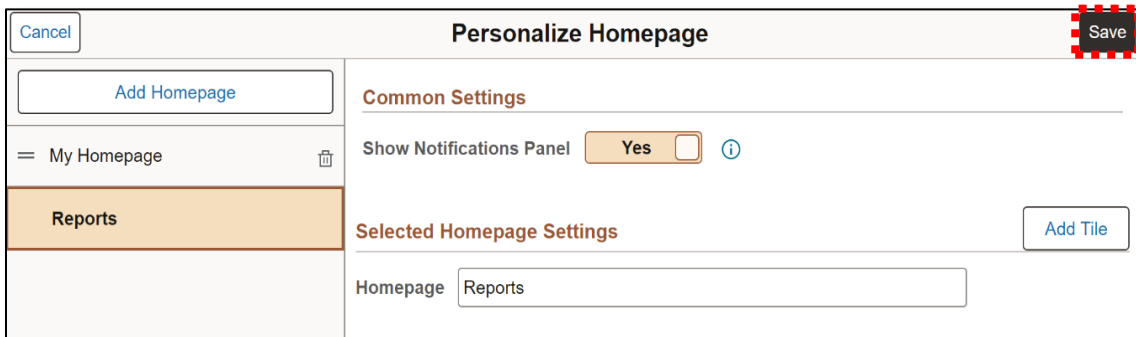 Cancel
Personalize Homepage
Save
Add Homepage
My Homepage
Reports
Common Settings
Show Notifications Panel Yes
Selected Homepage Settings
Add Tile
Homepage Reports